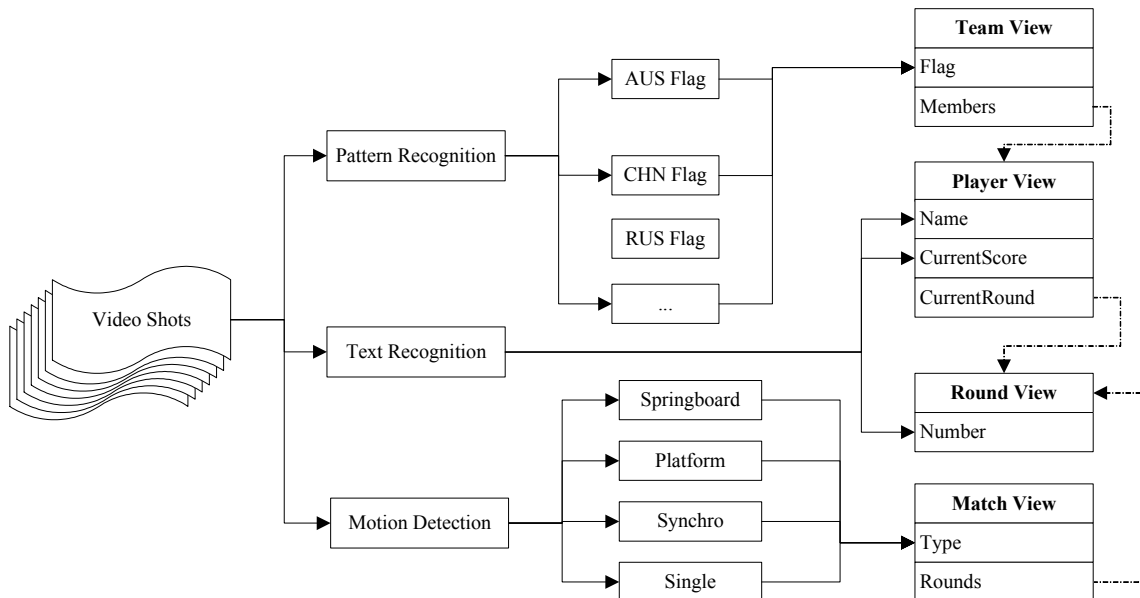 Video Shots
Pattern Recognition
Text Recognition
Motion Detection
AUS Flag
CHN Flag
RUS Flag
...
Springboard
Platform
Synchro
Single
Team View
Flag
Members
Player View
Name
CurrentScore
CurrentRound
Round View
Number
Match View
Type
Rounds